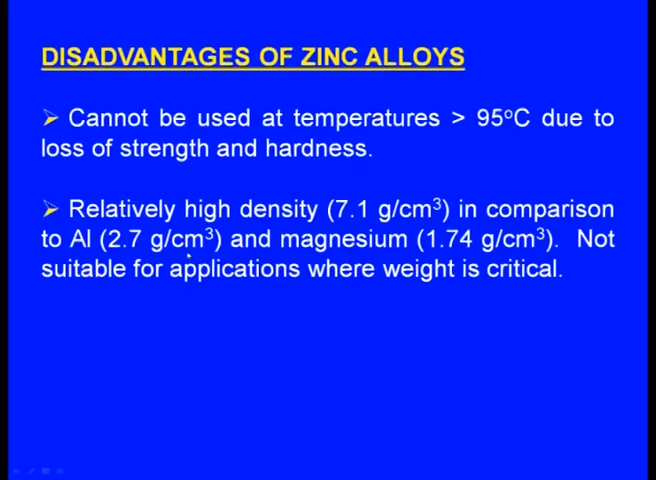 DISADVANTAGES OF ZINC ALLOYS
➢ Cannot be used at temperatures > 95°C due to
loss of strength and hardness.
➢ Relatively high density (7.1 g/cm³) in comparison
to Al (2.7 g/cm³) and magnesium (1.74 g/cm³). Not
suitable for applications where weight is critical.